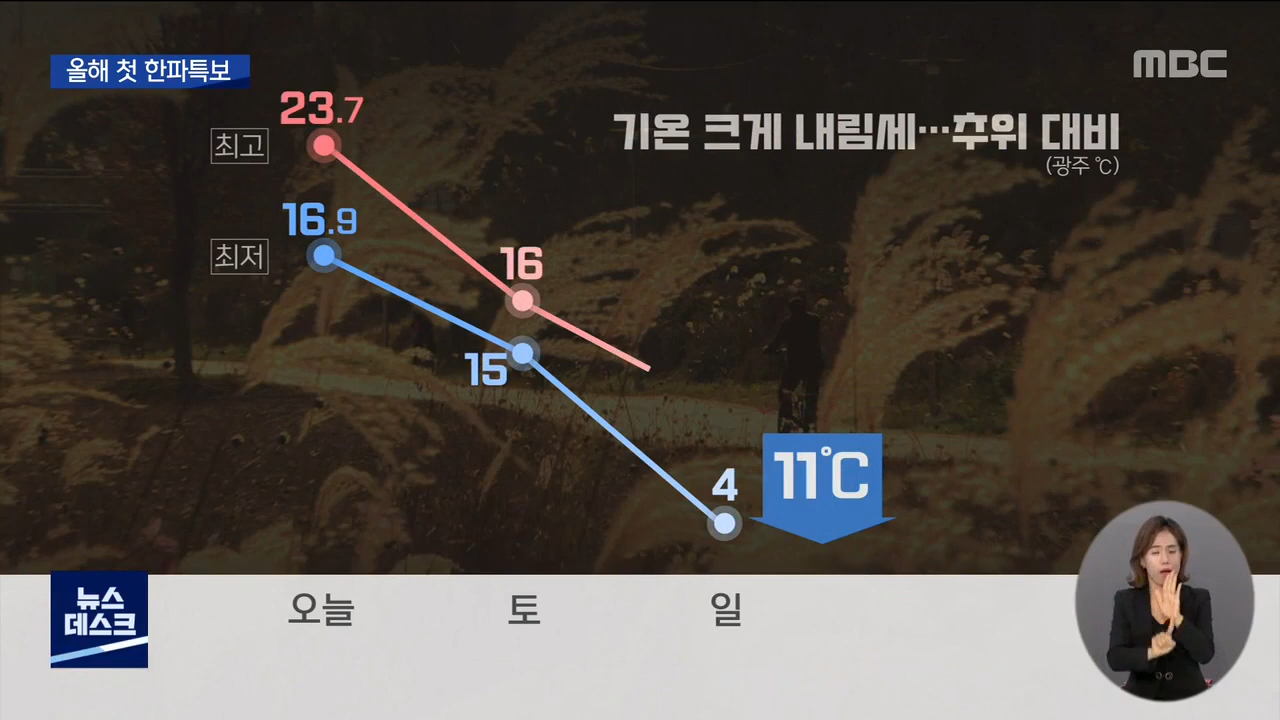 올해 첫 한파특보
MBC
기온 크게 내림세…추위 대비
(광주 ℃)
최고
23.7
최저
16.9
16
15
4
11℃
오늘
토
일
뉴스
데스크